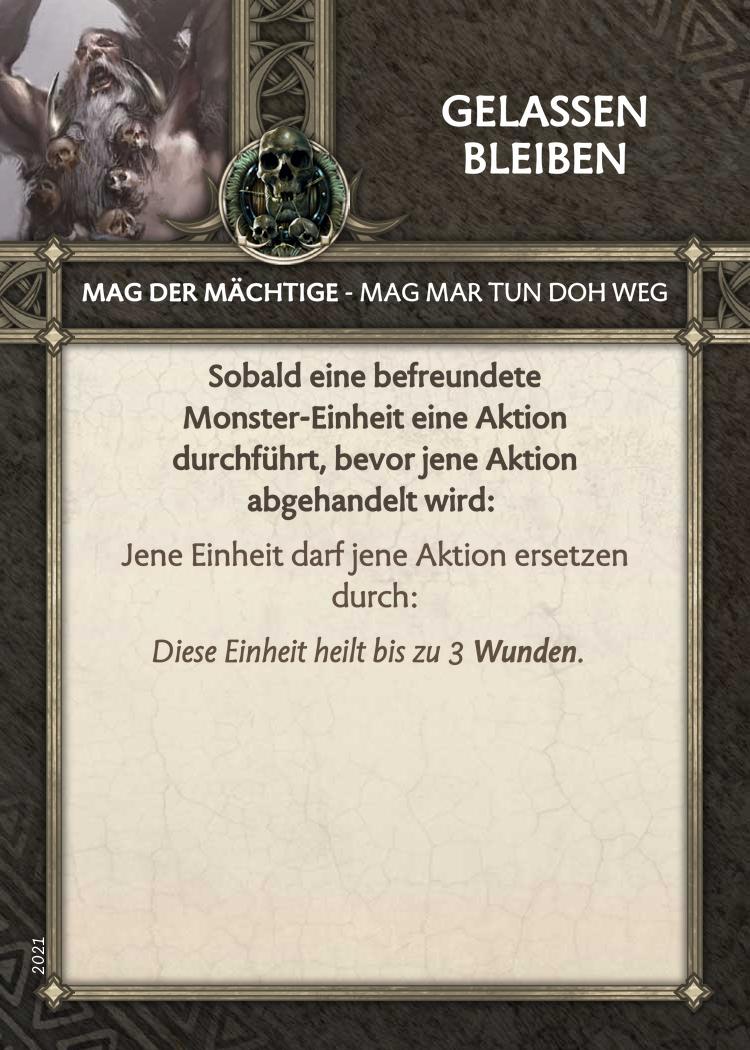 GELASSEN
BLEIBEN
MAG DER MÄCHTIGE - MAG MAR TUN DOH WEG
Sobald eine befreundete
Monster-Einheit eine Aktion
durchführt, bevor jene Aktion
abgehandelt wird:
Jene Einheit darf jene Aktion ersetzen
durch:
Diese Einheit heilt bis zu 3 Wunden.
2021